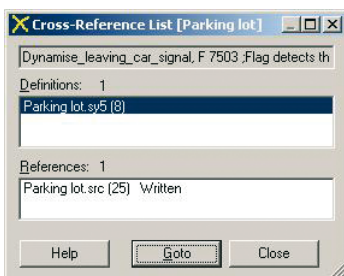 Cross-Reference List [Parking lot]
Dynamise_leaving_car_signal, F 7503 ;Flag detects th
Definitions: 1
Parking lot.sy5 (8)
References: 1
Parking lot.src (25) Written
Help Goto Close